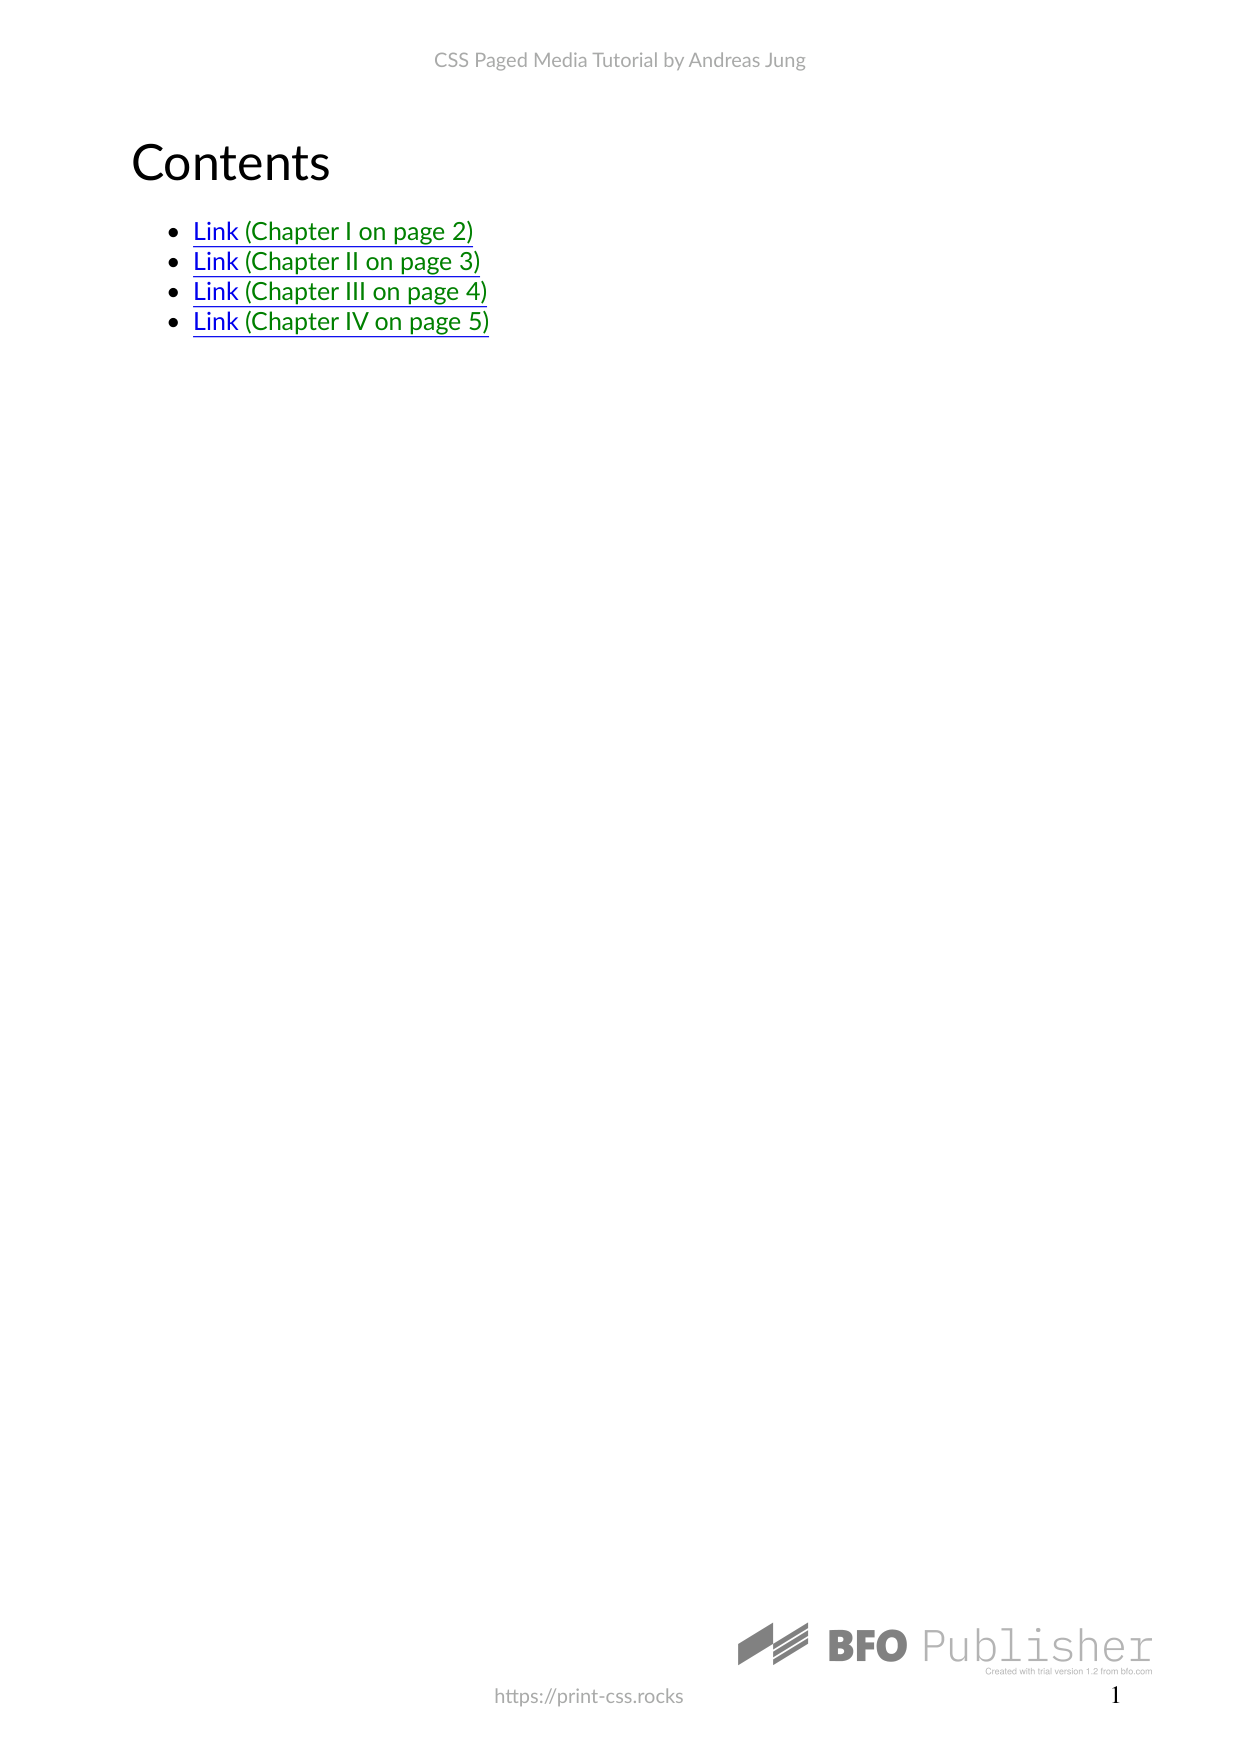 CSS Paged Media Tutorial by Andreas Jung
Contents
• Link (Chapter I on page 2)
• Link (Chapter II on page 3)
• Link (Chapter III on page 4)
• Link (Chapter IV on page 5)
BFO Publisher
Created with trial version 1.2 from bfo.com
https://print-css.rocks
1